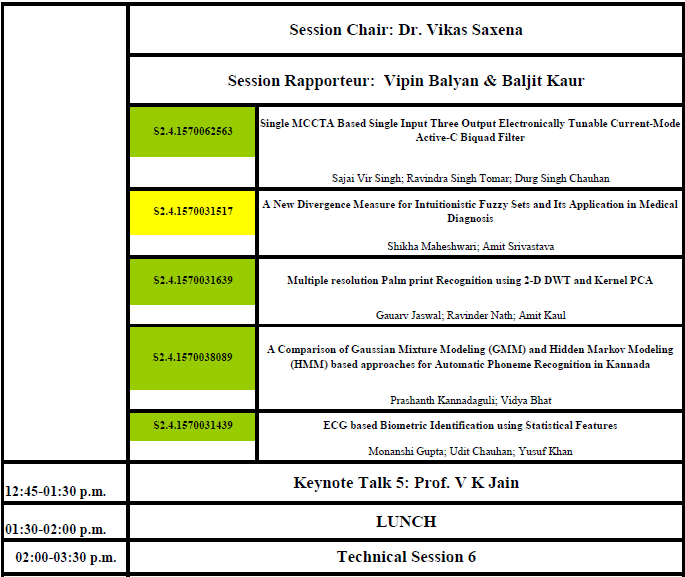 Session Chair: Dr. Vikas Saxena
Session Rapporteur: Vipin Balyan & Baljit Kaur
S2.4.1570062563
Single MCCTA Based Single Input Three Output Electronically Tunable Current-Mode
Active-C Biquad Filter
Sajai Vir Singh; Ravindra Singh Tomar; Durg Singh Chauhan
S2.4.1570031517
A New Divergence Measure for Intuitionistic Fuzzy Sets and Its Application in Medical
Diagnosis
Shikha Maheshwari; Amit Srivastava
S2.4.1570031639
Multiple resolution Palm print Recognition using 2-D DWT and Kernel PCA
Gauarv Jaswal; Ravinder Nath; Amit Kaul
S2.4.1570038089
A Comparison of Gaussian Mixture Modeling (GMM) and Hidden Markov Modeling
(HMM) based approaches for Automatic Phoneme Recognition in Kannada
Prashanth Kannadaguli; Vidya Bhat
S2.4.1570031439
ECG based Biometric Identification using Statistical Features
Monanshi Gupta; Udit Chauhan; Yusuf Khan
12:45-01:30 p.m.
Keynote Talk 5: Prof. V K Jain
01:30-02:00 p.m.
LUNCH
02:00-03:30 p.m.
Technical Session 6